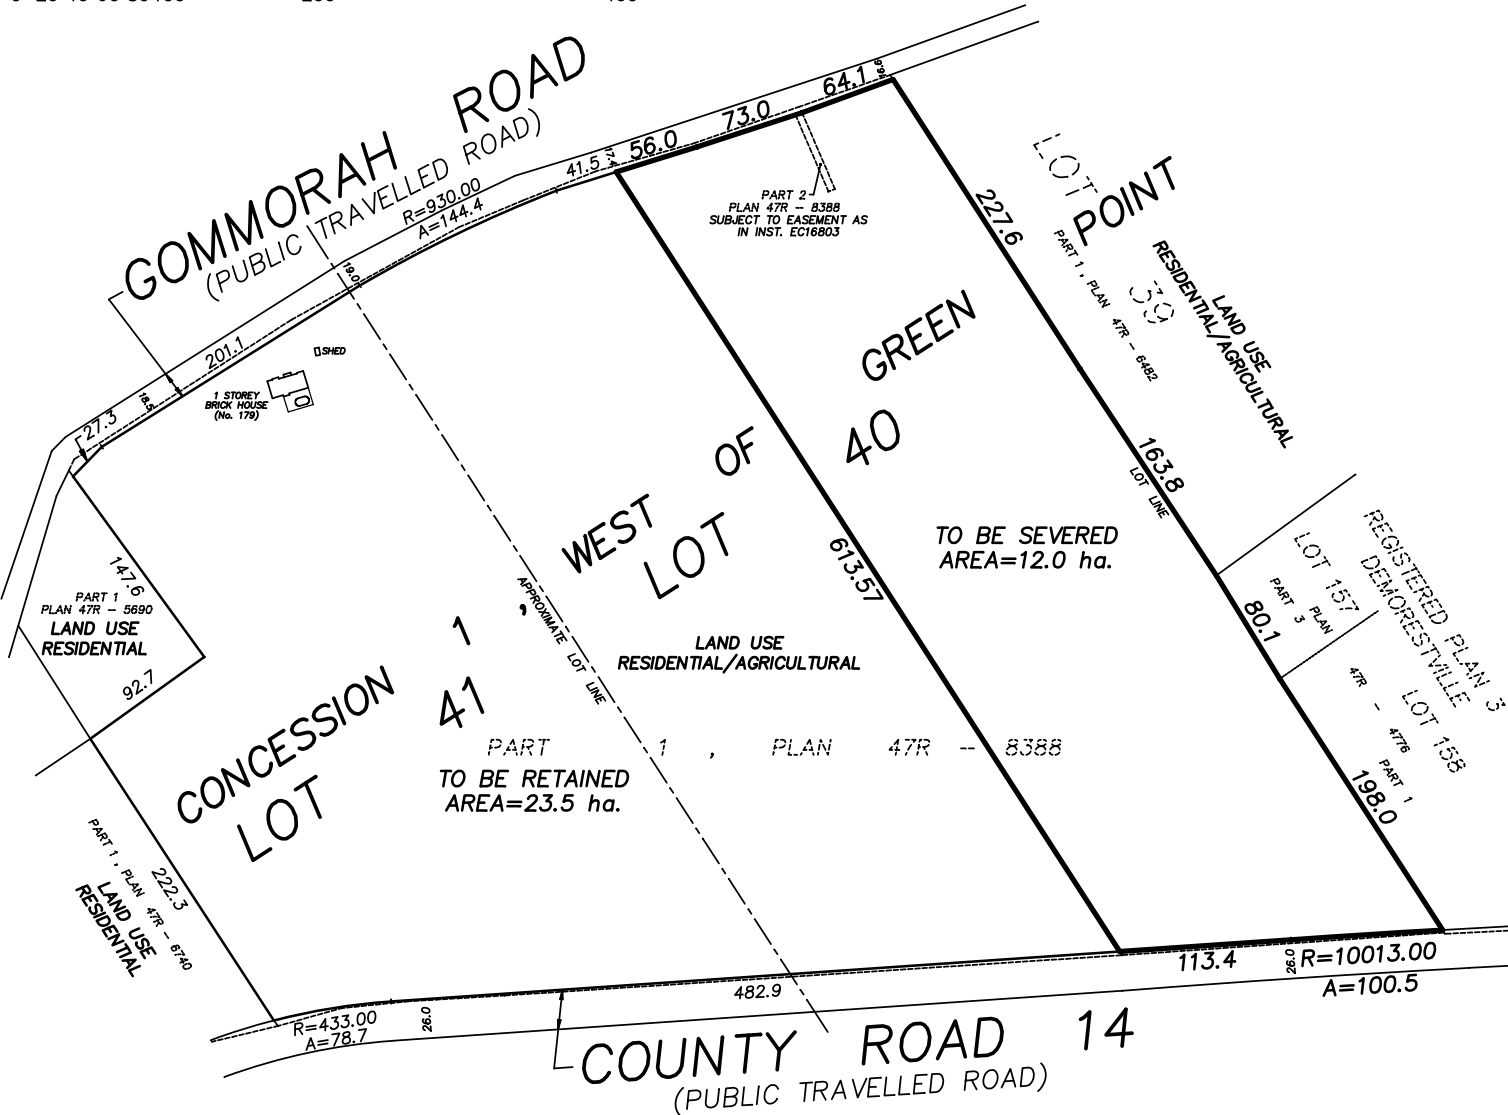 GOMMORAH ROAD
(PUBLIC TRAVELLED ROAD)
R=930.00
A=144.4
41.5
17.4
56.0
73.0
64.1
19.0
201.1
18.5
27.3
SHED
1 STOREY
BRICK HOUSE
(No. 179)
PART 2
PLAN 47R - 8388
SUBJECT TO EASEMENT AS
IN INST. EC16803
227.6
163.8
LOT LINE
80.1
198.0
LOT 39
PART 1, PLAN 47R - 6482
LAND USE
RESIDENTIAL/AGRICULTURAL
CONCESSION 1, WEST OF GREEN POINT
LOT 41
LOT 40
613.57
TO BE SEVERED
AREA=12.0 ha.
APPROXIMATE LOT LINE
LAND USE
RESIDENTIAL/AGRICULTURAL
PART 1, PLAN 47R -- 8388
TO BE RETAINED
AREA=23.5 ha.
147.6
PART 1
PLAN 47R - 5690
LAND USE
RESIDENTIAL
92.7
222.3
PART 1, PLAN 47R - 6740
LAND USE
RESIDENTIAL
REGISTERED PLAN 3
DEMORESTVILLE
LOT 157
LOT 158
PART 3
PLAN 47R - 4776
PART 1
R=433.00
A=78.7
26.0
482.9
113.4
26.0
R=10013.00
A=100.5
COUNTY ROAD 14
(PUBLIC TRAVELLED ROAD)